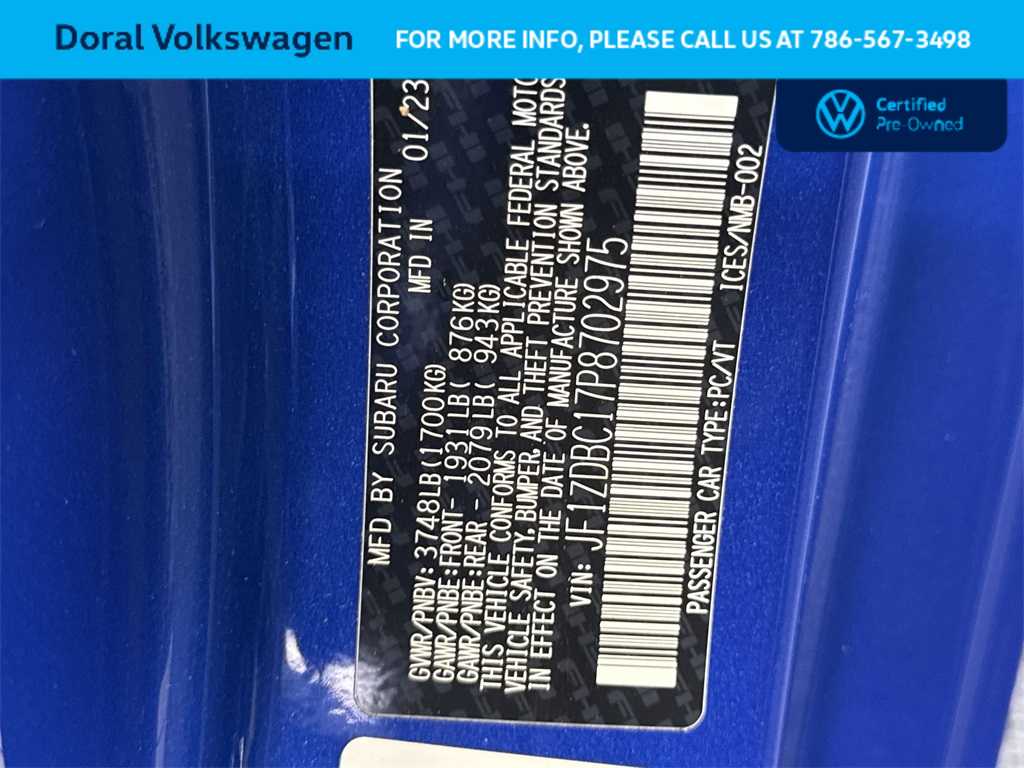 Doral Volkswagen
FOR MORE INFO, PLEASE CALL US AT 786-567-3498
Certified
Pre-Owned
MFD BY SUBARU CORPORATION
MFD IN 01/23
GVWR/PNBV:3748LB(1700KG)
GAWR/PNBE:FRONT- 1931LB( 876KG)
GAWR/PNBE:REAR - 2079LB( 943KG)
THIS VEHICLE CONFORMS TO ALL APPLICABLE FEDERAL
VEHICLE SAFETY,BUMPER,AND THEFT PREVENTION STANDARDS
IN EFFECT ON THE DATE OF MANUFACTURE SHOWN ABOVE.
VIN: JF1ZDBC17P8702975
PASSENGER CAR TYPE:PC/VT ICES/NMB-002